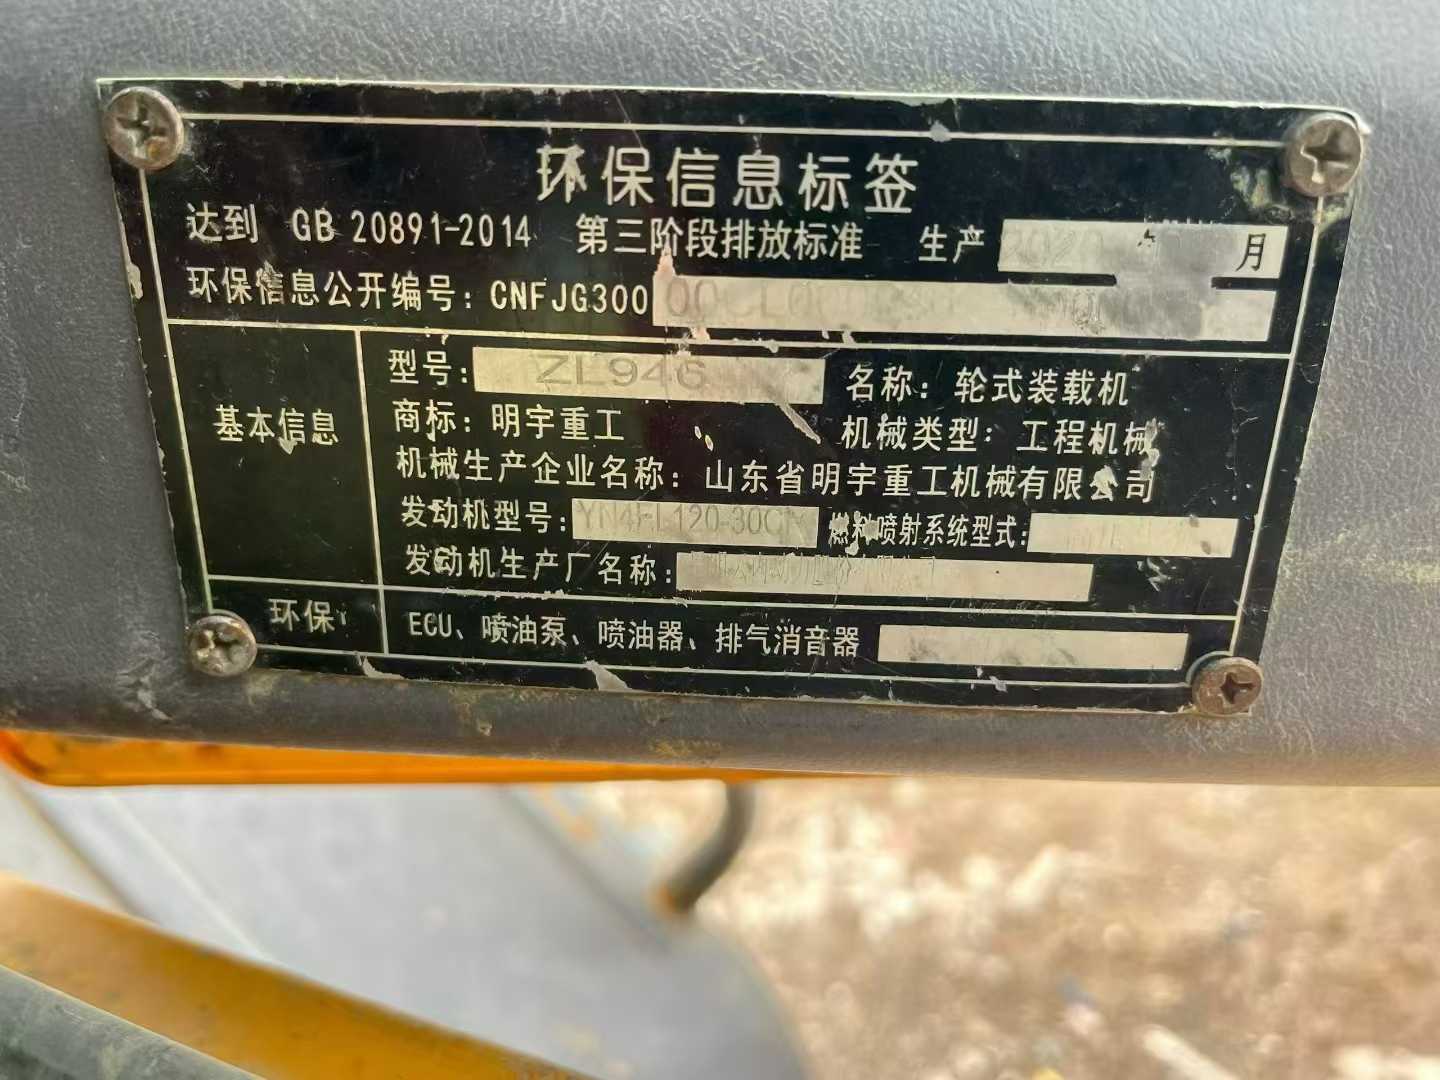 环保信息标签
达到 GB 20891-2014 第三阶段排放标准 生产 2020 年 月
环保信息公开编号: CNFJG300
型号: ZL946 名称: 轮式装载机
基本信息
商标: 明宇重工 机械类型: 工程机械
机械生产企业名称: 山东省明宇重工机械有限公司
发动机型号: 燃料喷射系统型式:
发动机生产厂名称:
环保 ECU、喷油泵、喷油器、排气消音器